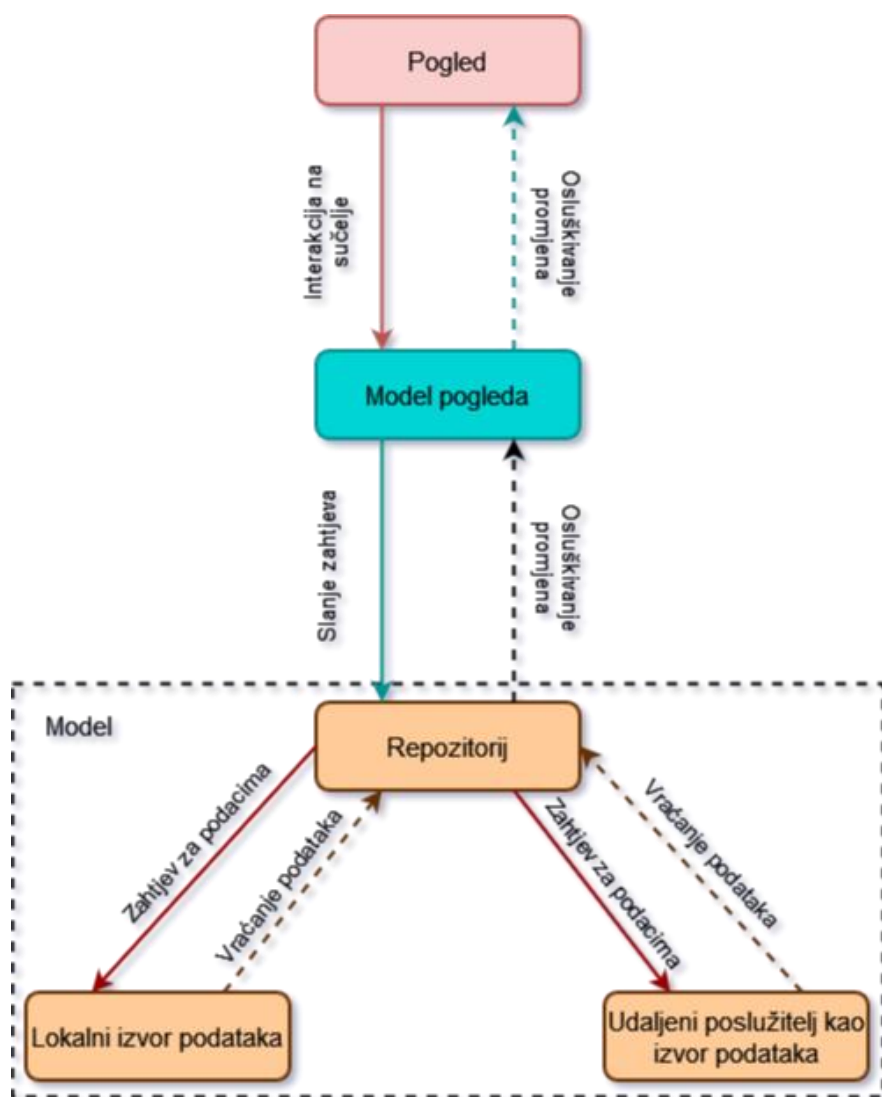 Pogled
Interakcija na
sučelje
Osluškivanje
promjena
Model pogleda
Slanje zahtjeva
Osluškivanje
promjena
Model
Repozitorij
Zahtjev za podacima
Vraćanje podataka
Zahtjev za podacima
Vraćanje podataka
Lokalni izvor podataka
Udaljeni poslužitelj kao
izvor podataka